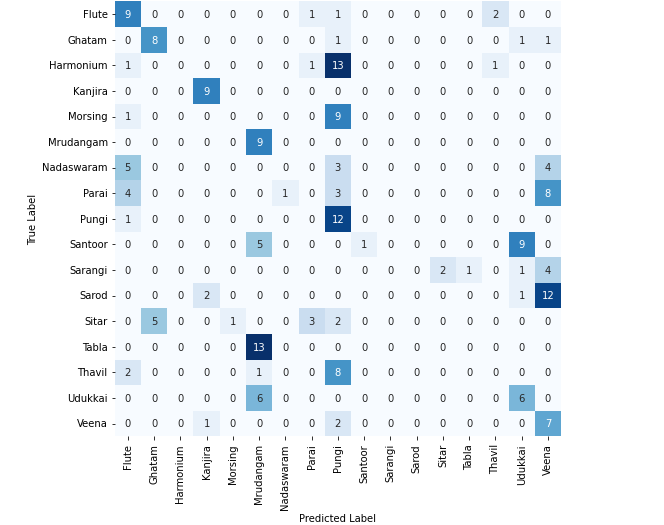 Flute 9 0 0 0 0 0 0 1 1 0 0 0 0 0 2 0 0
Ghatam 0 8 0 0 0 0 0 0 1 0 0 0 0 0 0 1 1
Harmonium 1 0 0 0 0 0 0 1 13 0 0 0 0 0 1 0 0
Kanjira 0 0 0 9 0 0 0 0 0 0 0 0 0 0 0 0 0
Morsing 1 0 0 0 0 0 0 0 9 0 0 0 0 0 0 0 0
Mrudangam 0 0 0 0 0 9 0 0 0 0 0 0 0 0 0 0 0
Nadaswaram 5 0 0 0 0 0 0 0 3 0 0 0 0 0 0 0 4
Parai 4 0 0 0 0 0 1 0 3 0 0 0 0 0 0 0 8
Pungi 1 0 0 0 0 0 0 0 12 0 0 0 0 0 0 0 0
Santoor 0 0 0 0 0 5 0 0 0 1 0 0 0 0 0 9 0
Sarangi 0 0 0 0 0 0 0 0 0 0 0 0 2 1 0 1 4
Sarod 0 0 0 2 0 0 0 0 0 0 0 0 0 0 0 1 12
Sitar 0 5 0 0 1 0 0 3 2 0 0 0 0 0 0 0 0
Tabla 0 0 0 0 0 13 0 0 0 0 0 0 0 0 0 0 0
Thavil 2 0 0 0 0 1 0 0 8 0 0 0 0 0 0 0 0
Udukkai 0 0 0 0 0 6 0 0 0 0 0 0 0 0 0 6 0
Veena 0 0 0 1 0 0 0 0 2 0 0 0 0 0 0 0 7
True Label
Flute Ghatam Harmonium Kanjira Morsing Mrudangam Nadaswaram Parai Pungi Santoor Sarangi Sarod Sitar Tabla Thavil Udukkai Veena
Predicted Label